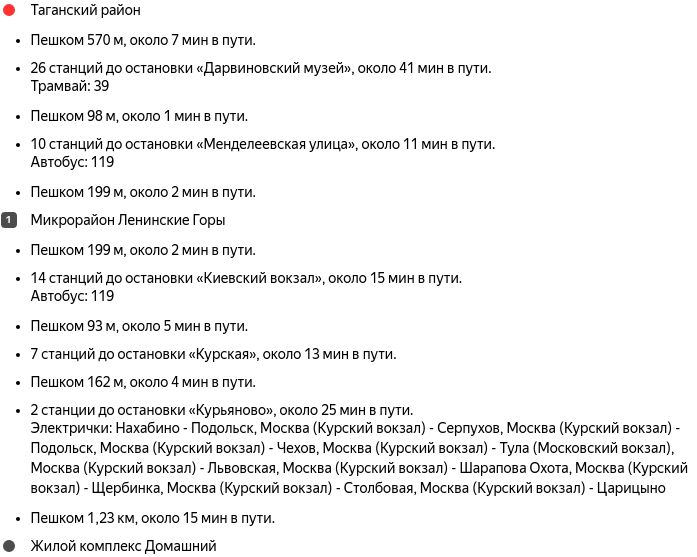 Таганский район
Пешком 570 м, около 7 мин в пути.
26 станций до остановки «Дарвиновский музей», около 41 мин в пути.
Трамвай: 39
Пешком 98 м, около 1 мин в пути.
10 станций до остановки «Менделеевская улица», около 11 мин в пути.
Автобус: 119
Пешком 199 м, около 2 мин в пути.
1 Микрорайон Ленинские Горы
Пешком 199 м, около 2 мин в пути.
14 станций до остановки «Киевский вокзал», около 15 мин в пути.
Автобус: 119
Пешком 93 м, около 5 мин в пути.
7 станций до остановки «Курская», около 13 мин в пути.
Пешком 162 м, около 4 мин в пути.
2 станции до остановки «Курьяново», около 25 мин в пути.
Электрички: Нахабино - Подольск, Москва (Курский вокзал) - Серпухов, Москва (Курский вокзал) -
Подольск, Москва (Курский вокзал) - Чехов, Москва (Курский вокзал) - Тула (Московский вокзал),
Москва (Курский вокзал) - Львовская, Москва (Курский вокзал) - Шарапова Охота, Москва (Курский
вокзал) - Щербинка, Москва (Курский вокзал) - Столбовая, Москва (Курский вокзал) - Царицыно
Пешком 1,23 км, около 15 мин в пути.
Жилой комплекс Домашний